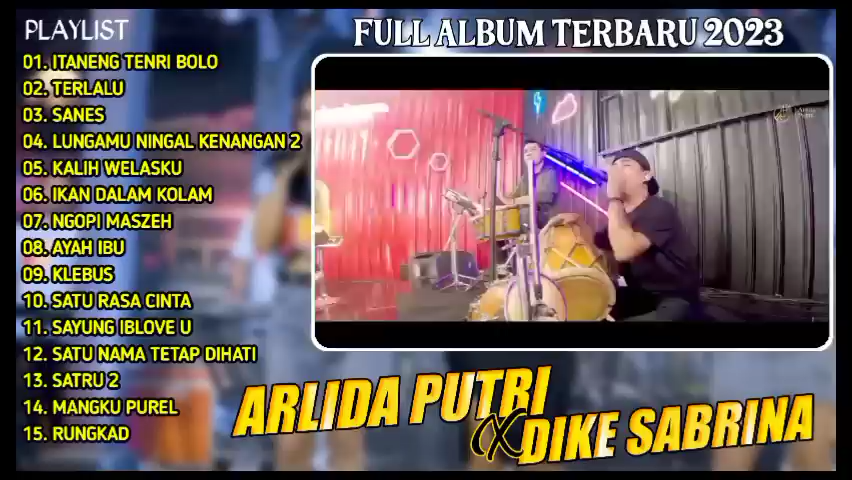 PLAYLIST
01. ITANENG TENRI BOLO
02. TERLALU
03. SANES
04. LUNGAMU NINGAL KENANGAN 2
05. KALIH WELASKU
06. IKAN DALAM KOLAM
07. NGOPI MASZEH
08. AYAH IBU
09. KLEBUS
10. SATU RASA CINTA
11. SAYUNG IBLOVE U
12. SATU NAMA TETAP DIHATI
13. SATRU 2
14. MANGKU PUREL
15. RUNGKAD
FULL ALBUM TERBARU 2023
ARLIDA PUTRI
X DIKE SABRINA